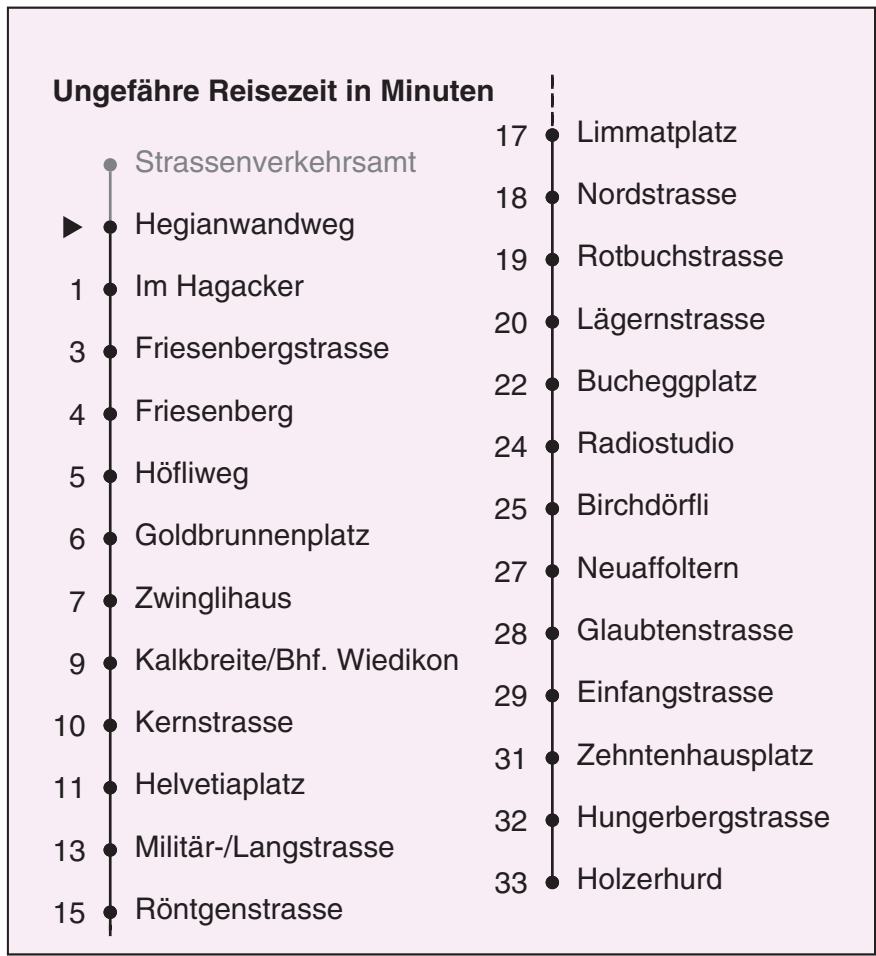 Ungefähre Reisezeit in Minuten
Strassenverkehrsamt
Hegianwandweg
1 Im Hagacker
3 Friesenbergstrasse
4 Friesenberg
5 Höfliweg
6 Goldbrunnenplatz
7 Zwinglihaus
9 Kalkbreite/Bhf. Wiedikon
10 Kernstrasse
11 Helvetiaplatz
13 Militär-/Langstrasse
15 Röntgenstrasse
17 Limmatplatz
18 Nordstrasse
19 Rotbuchstrasse
20 Lägernstrasse
22 Bucheggplatz
24 Radiostudio
25 Birchdörfli
27 Neuaffoltern
28 Glaubtenstrasse
29 Einfangstrasse
31 Zehntenhausplatz
32 Hungerbergstrasse
33 Holzerhurd